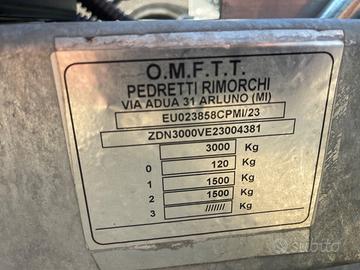 O.M.F.T.T.
PEDRETTI RIMORCHI
VIA ADUA 31 ARLUNO (MI)
EU023858CPMI/23
ZDN3000VE23004381
3000 Kg
0 120 Kg
1 1500 Kg
2 1500 Kg
3 /////// Kg
subito